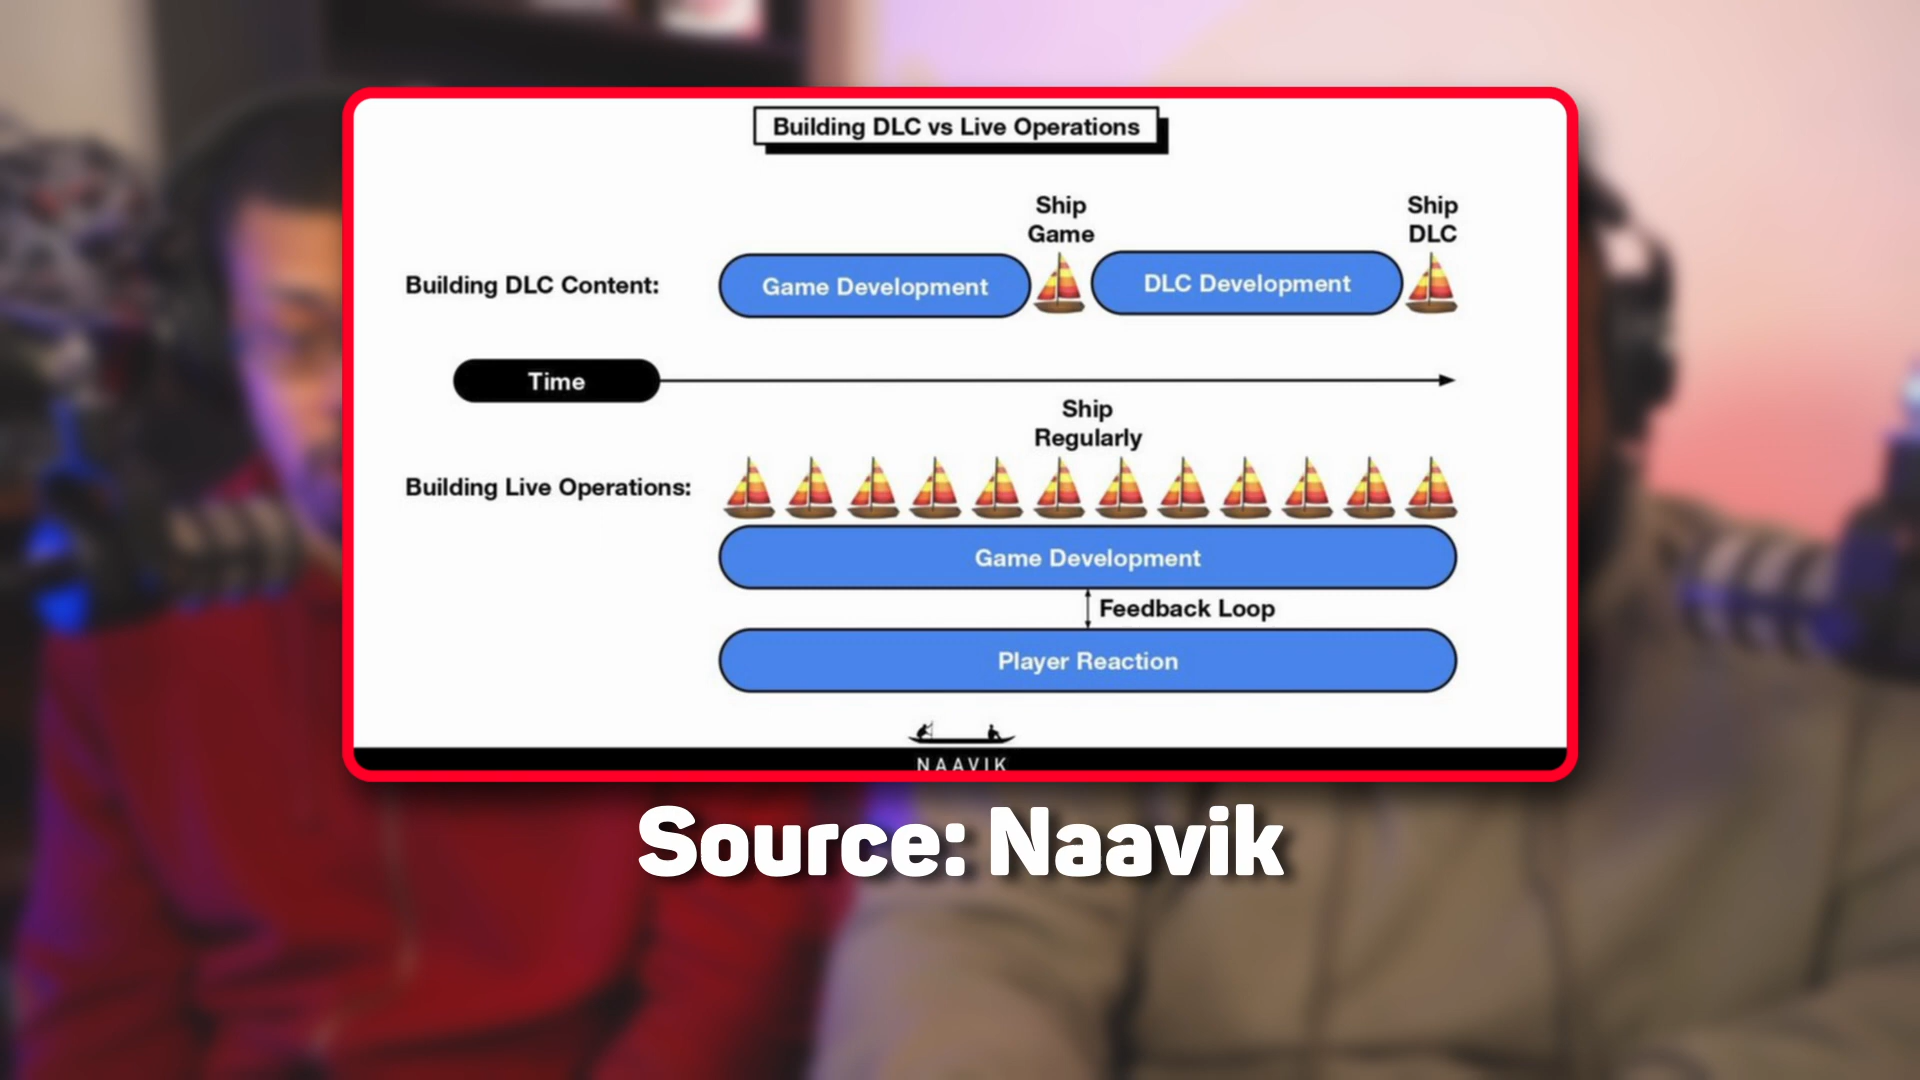 Building DLC vs Live Operations
Ship
Game
Ship
DLC
Building DLC Content:
Game Development
DLC Development
Time
Ship
Regularly
Building Live Operations:
Game Development
Feedback Loop
Player Reaction
NAAVIK
Source: Naavik